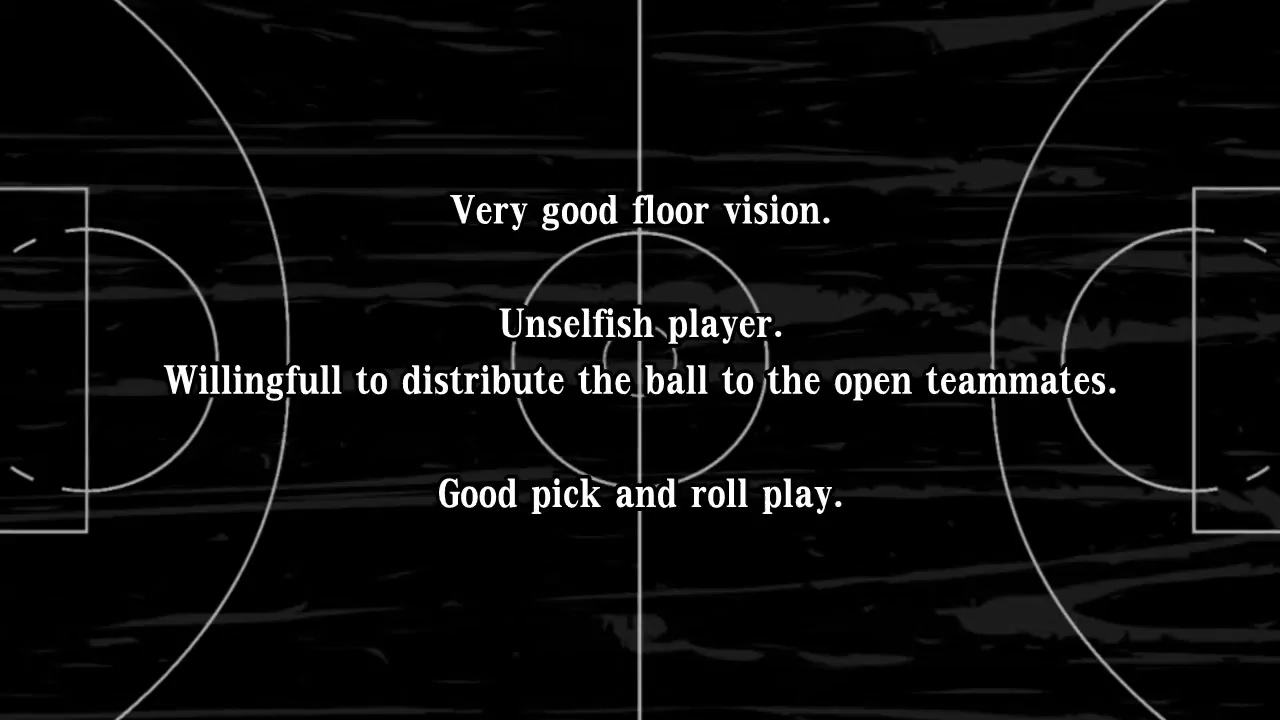 Very good floor vision.
Unselfish player.
Willingfull to distribute the ball to the open teammates.
Good pick and roll play.